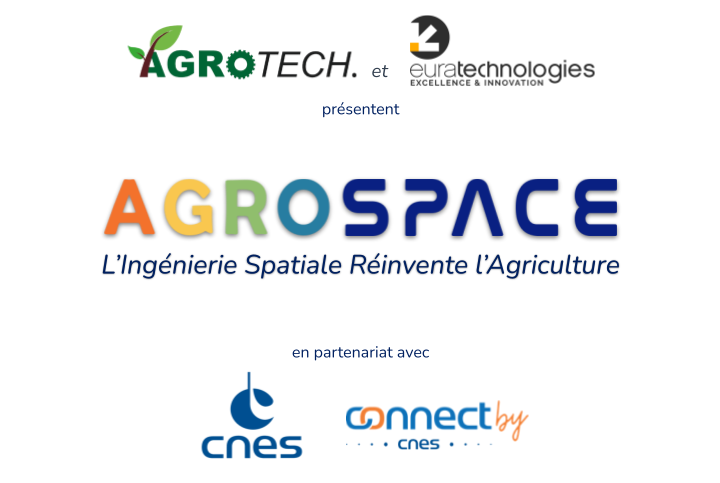 AGROTECH. et euratechnologies
EXCELLENCE & INNOVATION
présentent
AGROSPACE
L'Ingénierie Spatiale Réinvente l'Agriculture
en partenariat avec
cnes connect by
cnes